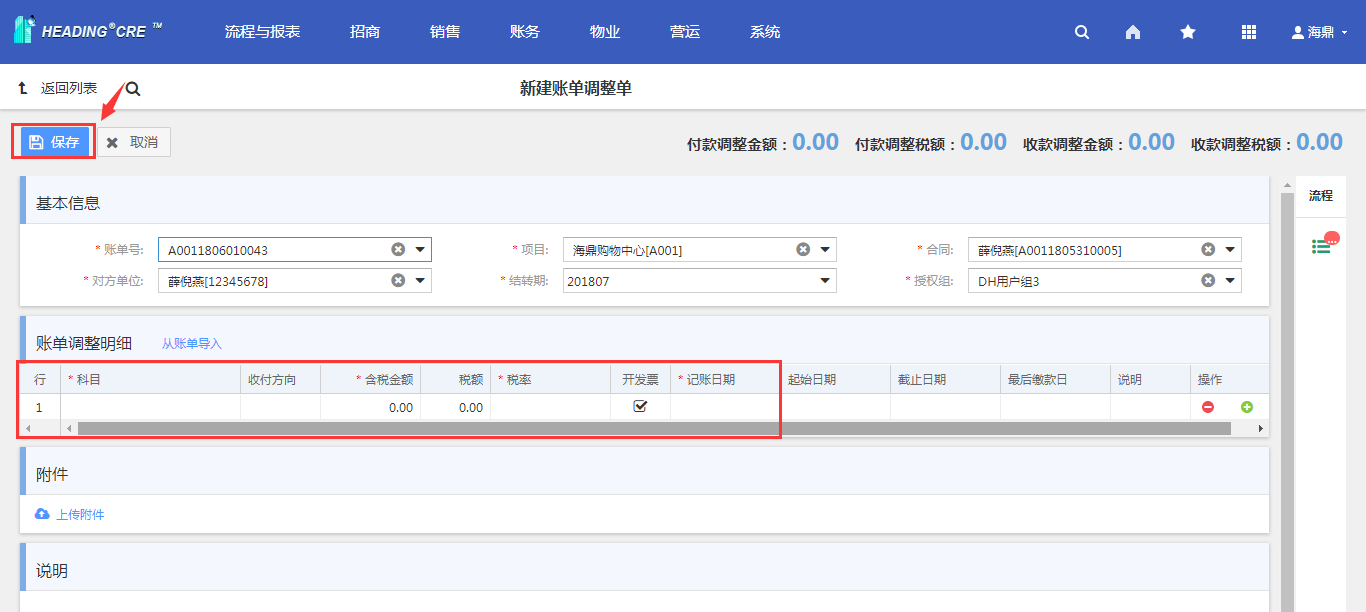 HEADING®CRE ™ 流程与报表 招商 销售 账务 物业 营运 系统 海鼎
返回列表 新建账单调整单
保存 取消 付款调整金额：0.00 付款调整税额：0.00 收款调整金额：0.00 收款调整税额：0.00
基本信息 流程
* 账单号: A0011806010043 * 项目: 海鼎购物中心[A001] * 合同: 薛倪燕[A0011805310005]
* 对方单位: 薛倪燕[12345678] * 结转期: 201807 * 授权组: DH用户组3
账单调整明细 从账单导入
行 * 科目 收付方向 * 含税金额 税额 * 税率 开发票 * 记账日期 起始日期 截止日期 最后缴款日 说明 操作
1 0.00 0.00
附件
上传附件
说明